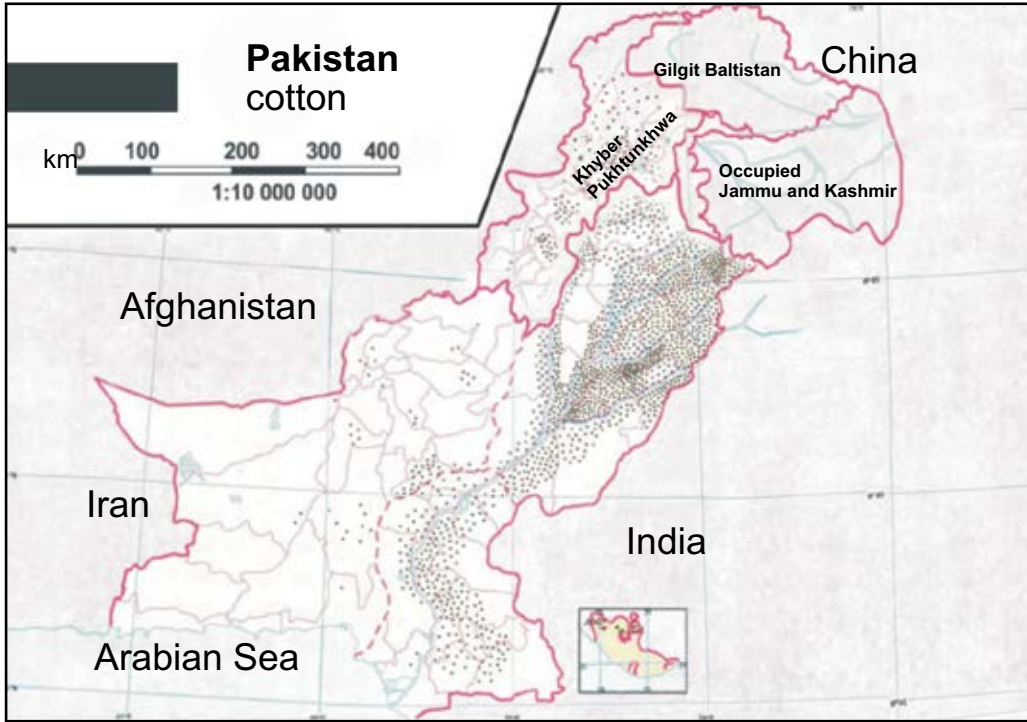 Pakistan
cotton
km 0 100 200 300 400
1:10 000 000
China
Gilgit Baltistan
Khyber
Pukhtunkhwa
Occupied
Jammu and Kashmir
Afghanistan
Iran
India
Arabian Sea